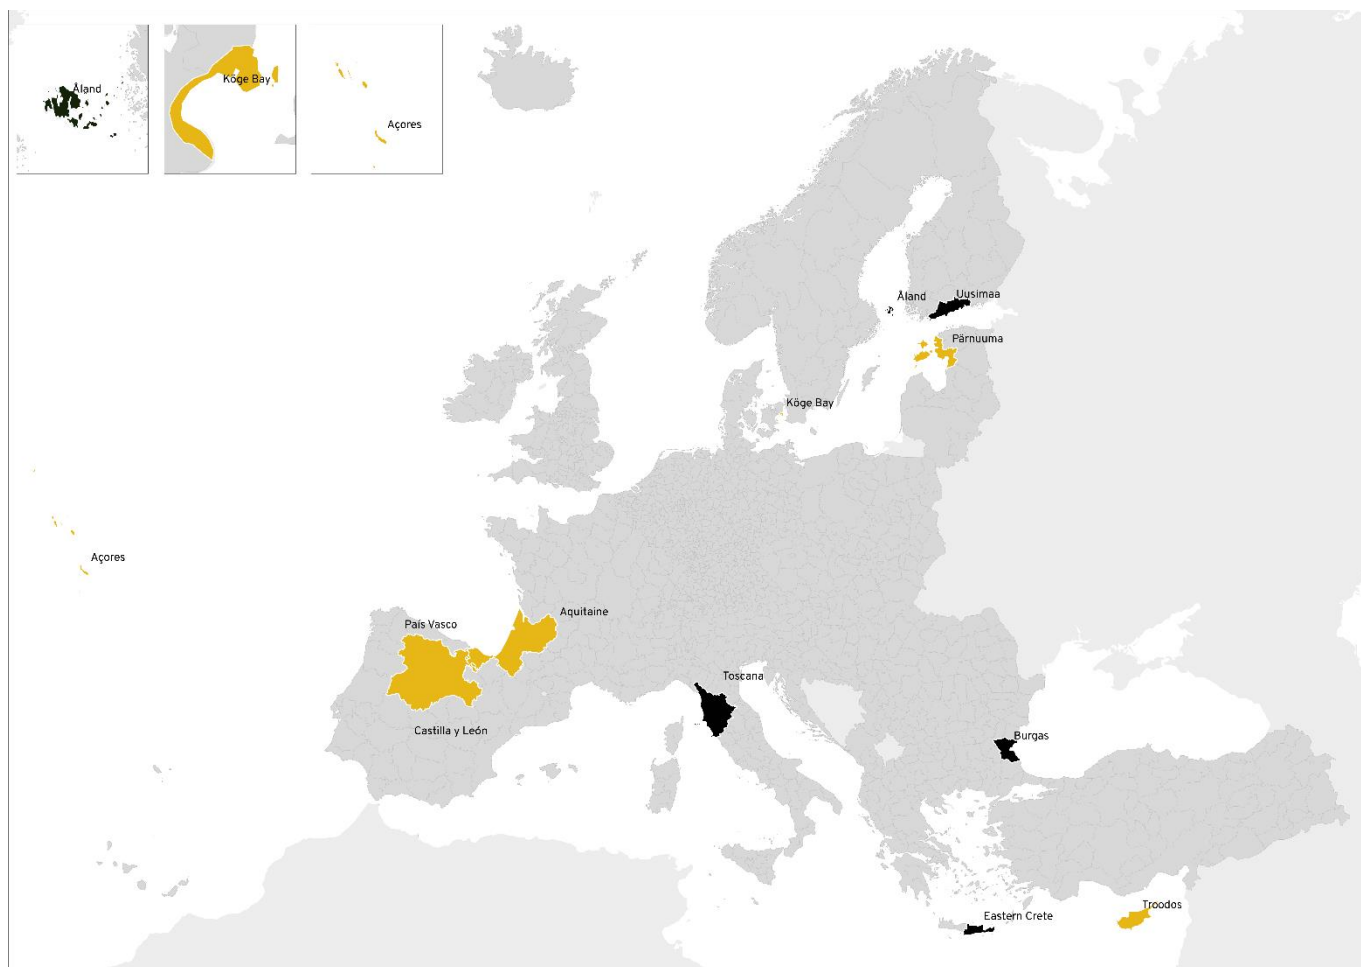 Åland
Köge Bay
Açores
Åland
Uusimaa
Pärnuuma
Köge Bay
Açores
Aquitaine
País Vasco
Toscana
Castilla y León
Burgas
Troodos
Eastern Crete